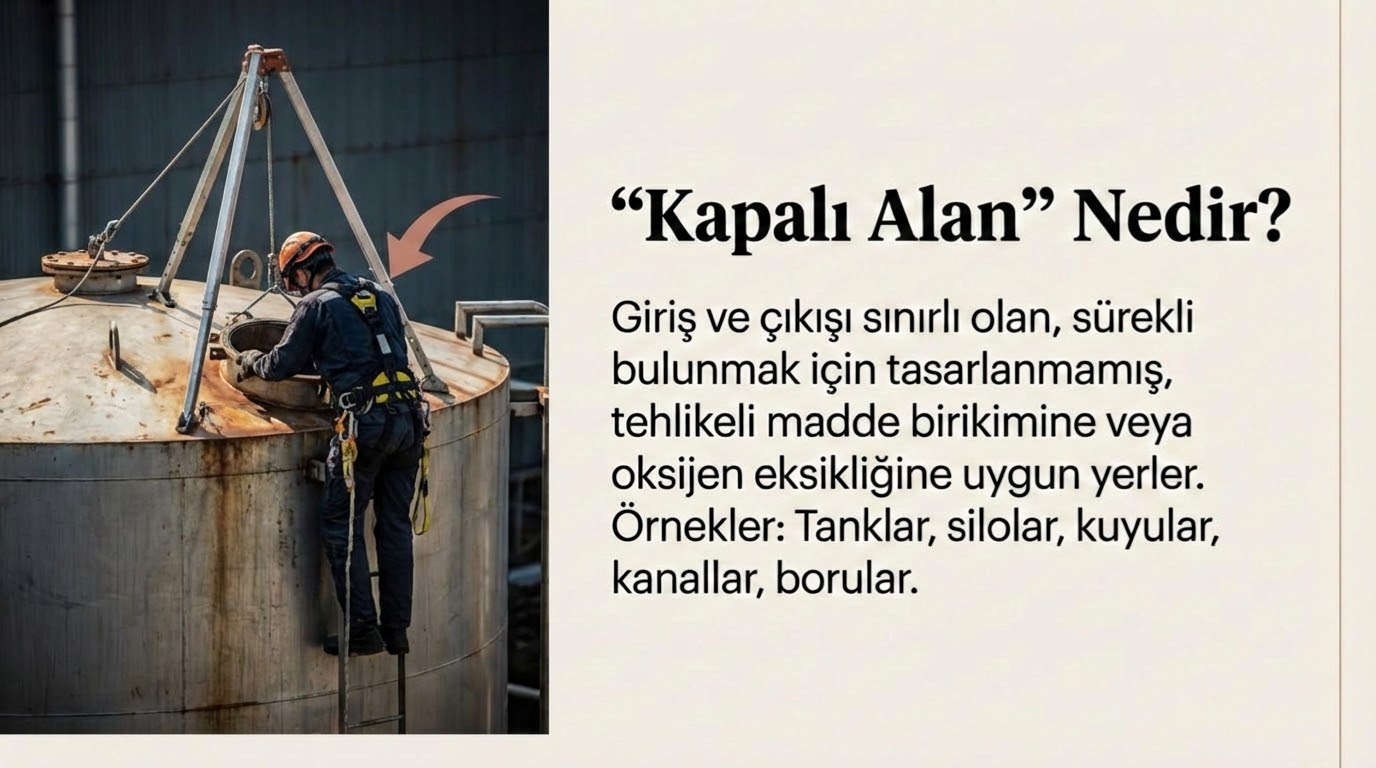 “Kapalı Alan” Nedir?
Giriş ve çıkışı sınırlı olan, sürekli
bulunmak için tasarlanmamış,
tehlikeli madde birikimine veya
oksijen eksikliğine uygun yerler.
Örnekler: Tanklar, silolar, kuyular,
kanallar, borular.